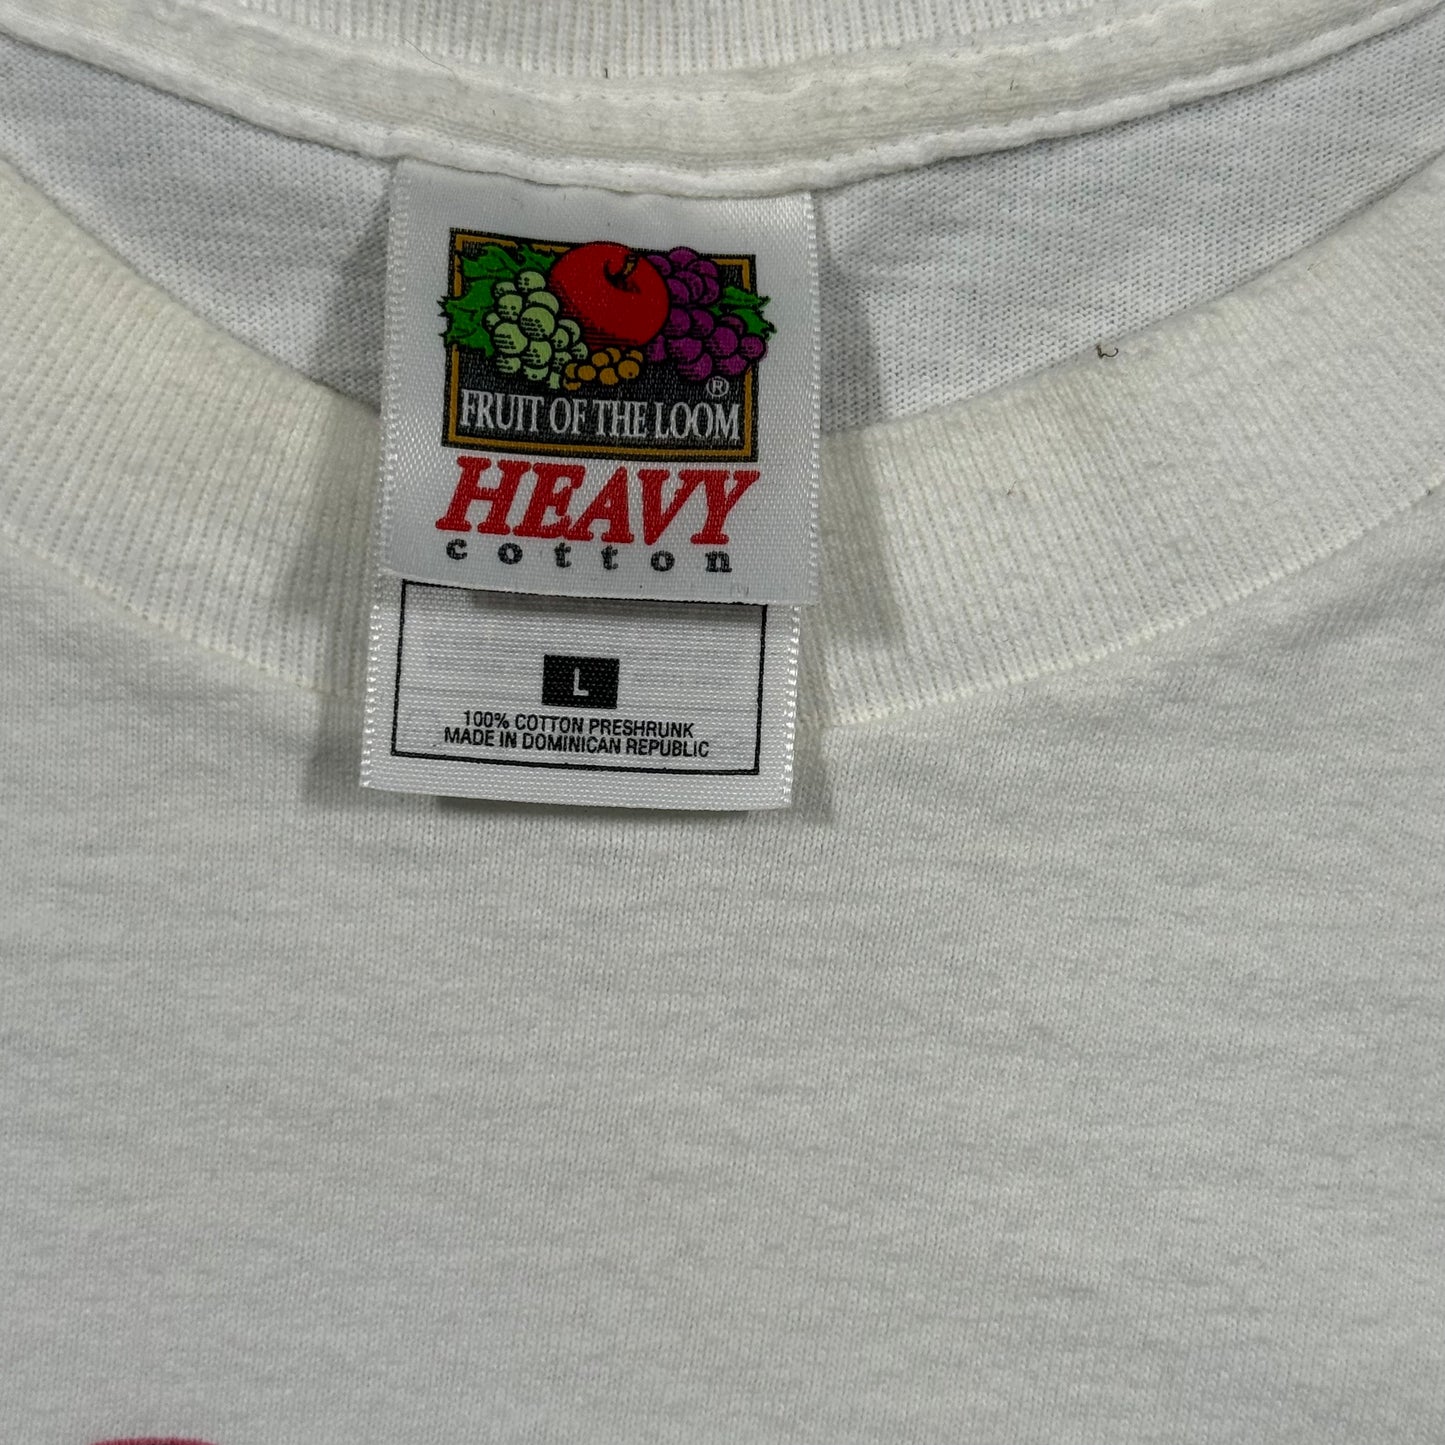 ®
FRUIT OF THE LOOM
HEAVY
cotton
L
100% COTTON PRESHRUNK
MADE IN DOMINICAN REPUBLIC